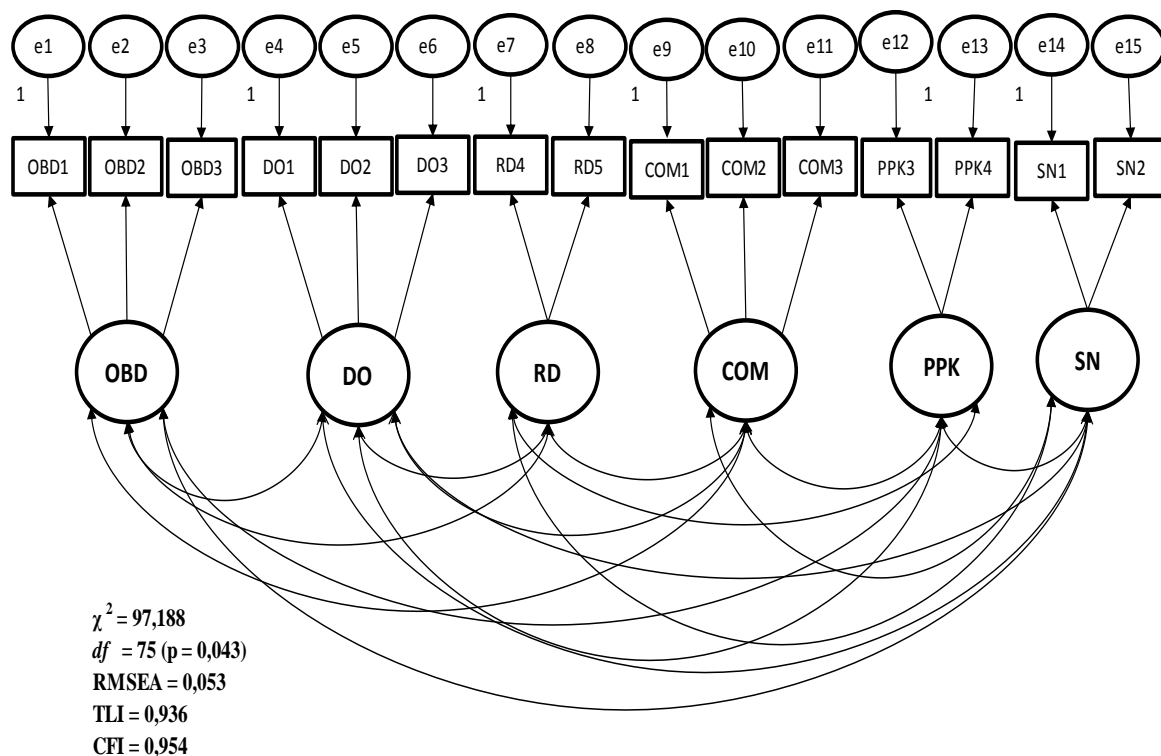 e1 e2 e3 e4 e5 e6 e7 e8 e9 e10 e11 e12 e13 e14 e15
1 1 1 1 1 1
OBD1 OBD2 OBD3 DO1 DO2 DO3 RD4 RD5 COM1 COM2 COM3 PPK3 PPK4 SN1 SN2
OBD DO RD COM PPK SN
χ² = 97,188
df = 75 (p = 0,043)
RMSEA = 0,053
TLI = 0,936
CFI = 0,954